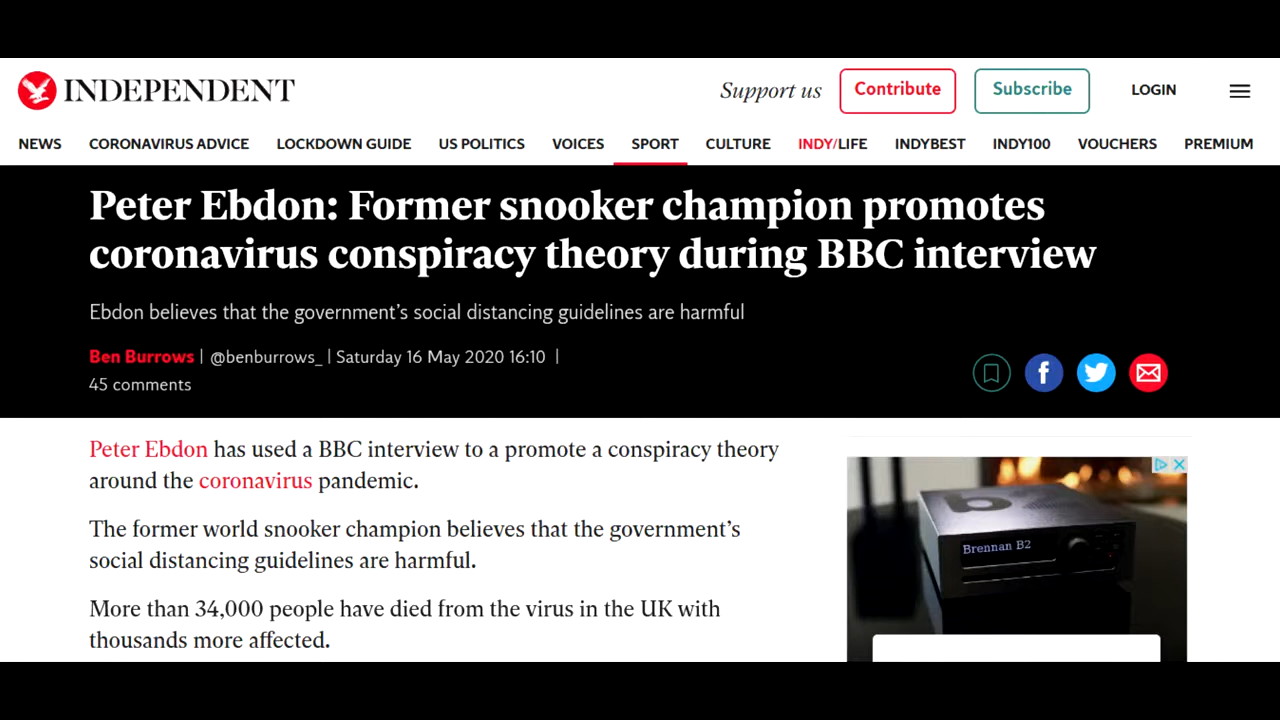 INDEPENDENT
Support us
Contribute
Subscribe
LOGIN
NEWS CORONAVIRUS ADVICE LOCKDOWN GUIDE US POLITICS VOICES SPORT CULTURE INDY/LIFE INDYBEST INDY100 VOUCHERS PREMIUM
Peter Ebdon: Former snooker champion promotes
coronavirus conspiracy theory during BBC interview
Ebdon believes that the government’s social distancing guidelines are harmful
Ben Burrows | @benburrows_ | Saturday 16 May 2020 16:10 |
45 comments
Peter Ebdon has used a BBC interview to a promote a conspiracy theory
around the coronavirus pandemic.
The former world snooker champion believes that the government’s
social distancing guidelines are harmful.
More than 34,000 people have died from the virus in the UK with
thousands more affected.
b
Brennan B2